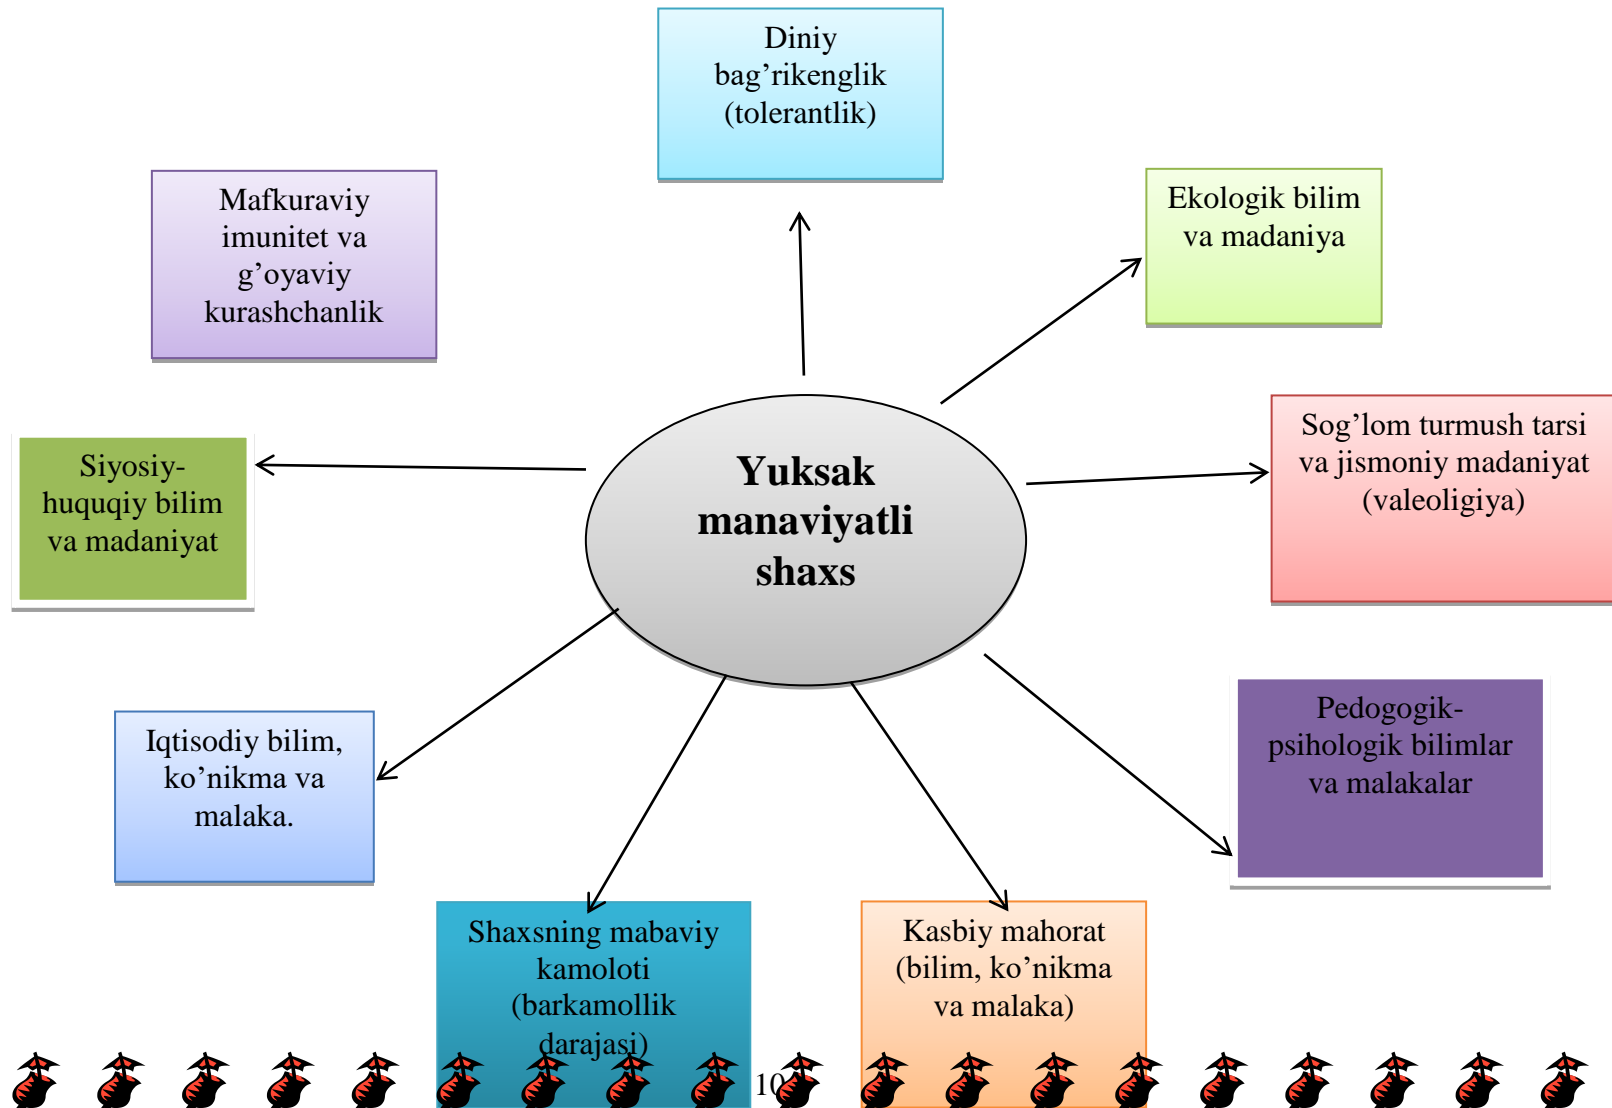 Diniy
bag’rikenglik
(tolerantlik)
Mafkuraviy
imunitet va
g’oyaviy
kurashchanlik
Ekologik bilim
va madaniya
Siyosiy-
huquqiy bilim
va madaniyat
Yuksak
manaviyatli
shaxs
Sog’lom turmush tarsi
va jismoniy madaniyat
(valeoligiya)
Iqtisodiy bilim,
ko’nikma va
malaka.
Pedogogik-
psihologik bilimlar
va malakalar
Shaxsning mabaviy
kamoloti
(barkamollik
darajasi)
Kasbiy mahorat
(bilim, ko’nikma
va malaka)
10